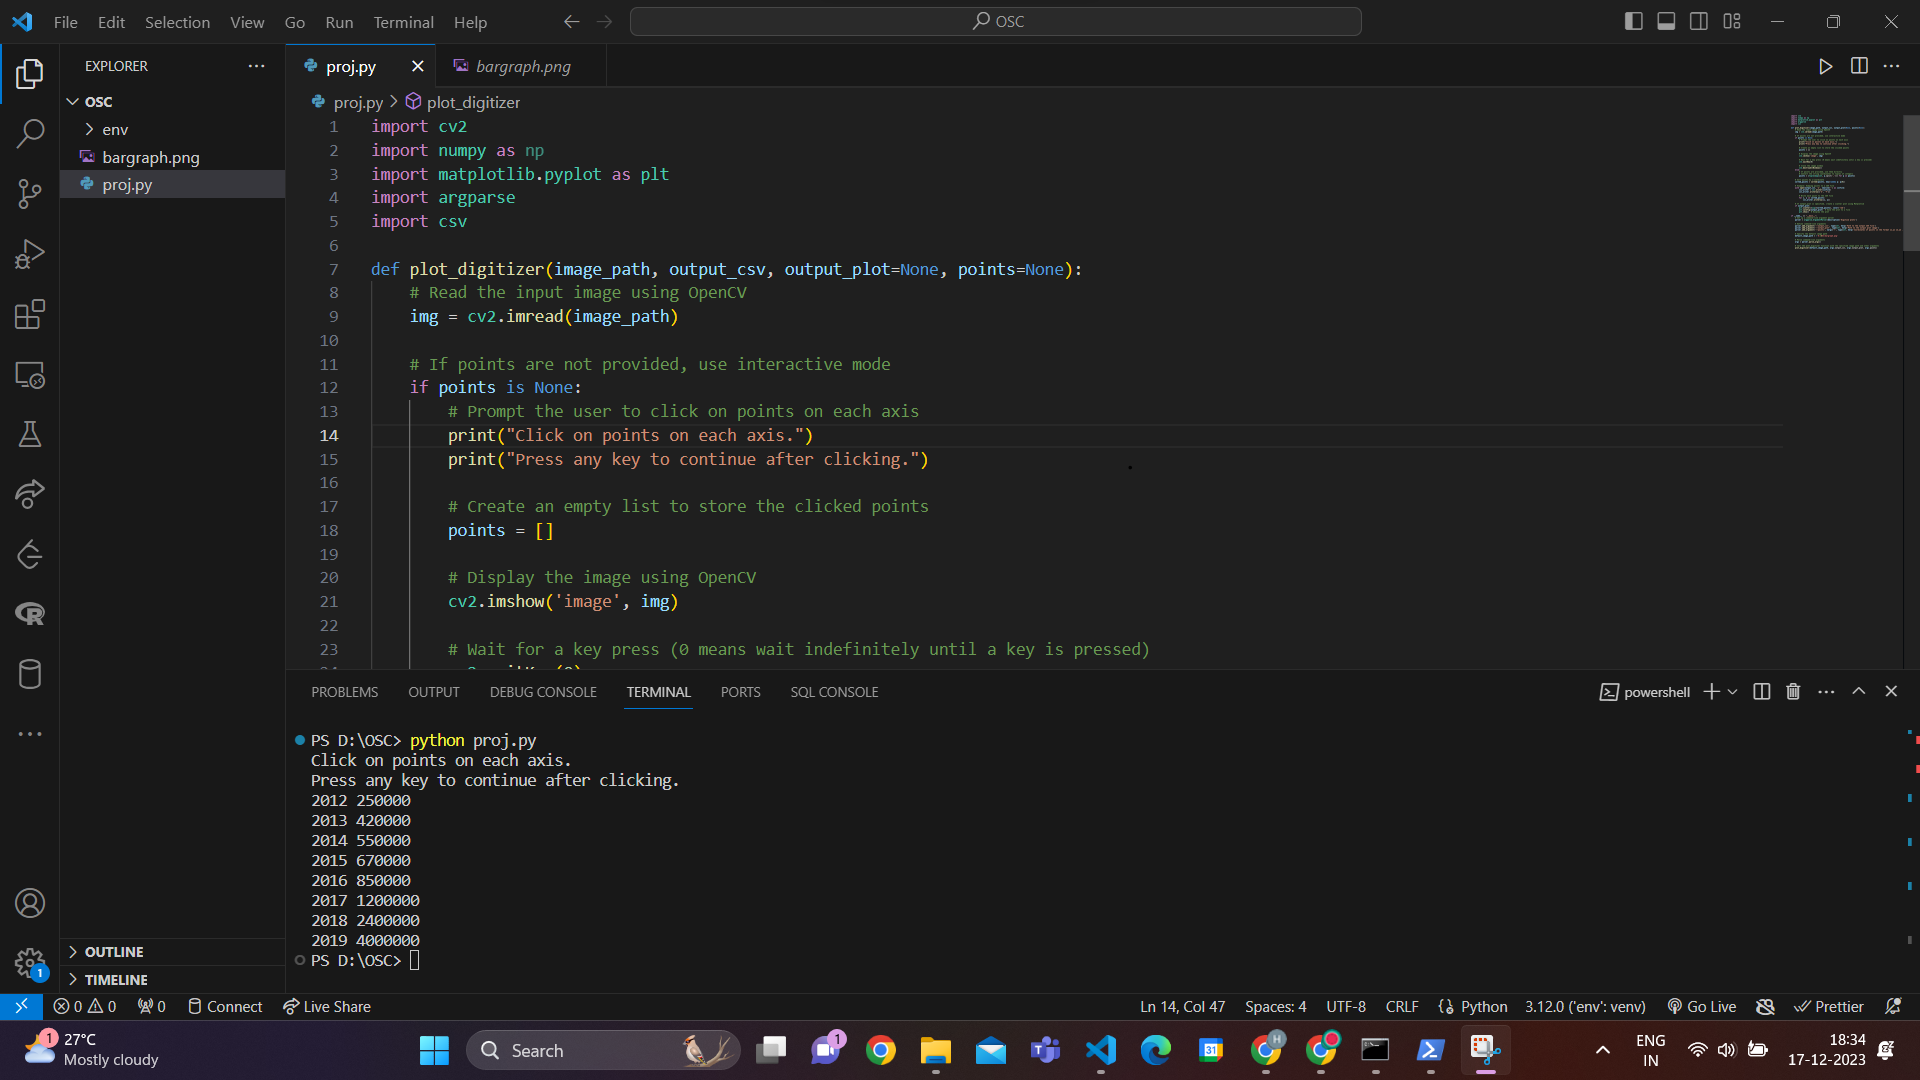 File Edit Selection View Go Run Terminal Help
OSC
EXPLORER
OSC
env
bargraph.png
proj.py
OUTLINE
TIMELINE
proj.py
bargraph.png
proj.py > plot_digitizer
1 import cv2
2 import numpy as np
3 import matplotlib.pyplot as plt
4 import argparse
5 import csv
6
7 def plot_digitizer(image_path, output_csv, output_plot=None, points=None):
8 # Read the input image using OpenCV
9 img = cv2.imread(image_path)
10
11 # If points are not provided, use interactive mode
12 if points is None:
13 # Prompt the user to click on points on each axis
14 print("Click on points on each axis.")
15 print("Press any key to continue after clicking.")
16
17 # Create an empty list to store the clicked points
18 points = []
19
20 # Display the image using OpenCV
21 cv2.imshow('image', img)
22
23 # Wait for a key press (0 means wait indefinitely until a key is pressed)
PROBLEMS OUTPUT DEBUG CONSOLE TERMINAL PORTS SQL CONSOLE
powershell
PS D:\OSC> python proj.py
Click on points on each axis.
Press any key to continue after clicking.
2012 250000
2013 420000
2014 550000
2015 670000
2016 850000
2017 1200000
2018 2400000
2019 4000000
PS D:\OSC>
1
0 0 0 Connect Live Share
Ln 14, Col 47 Spaces: 4 UTF-8 CRLF Python 3.12.0 ('env': venv) Go Live Prettier
1
27°C
Mostly cloudy
Search
1
31
H
ENG
IN
18:34
17-12-2023